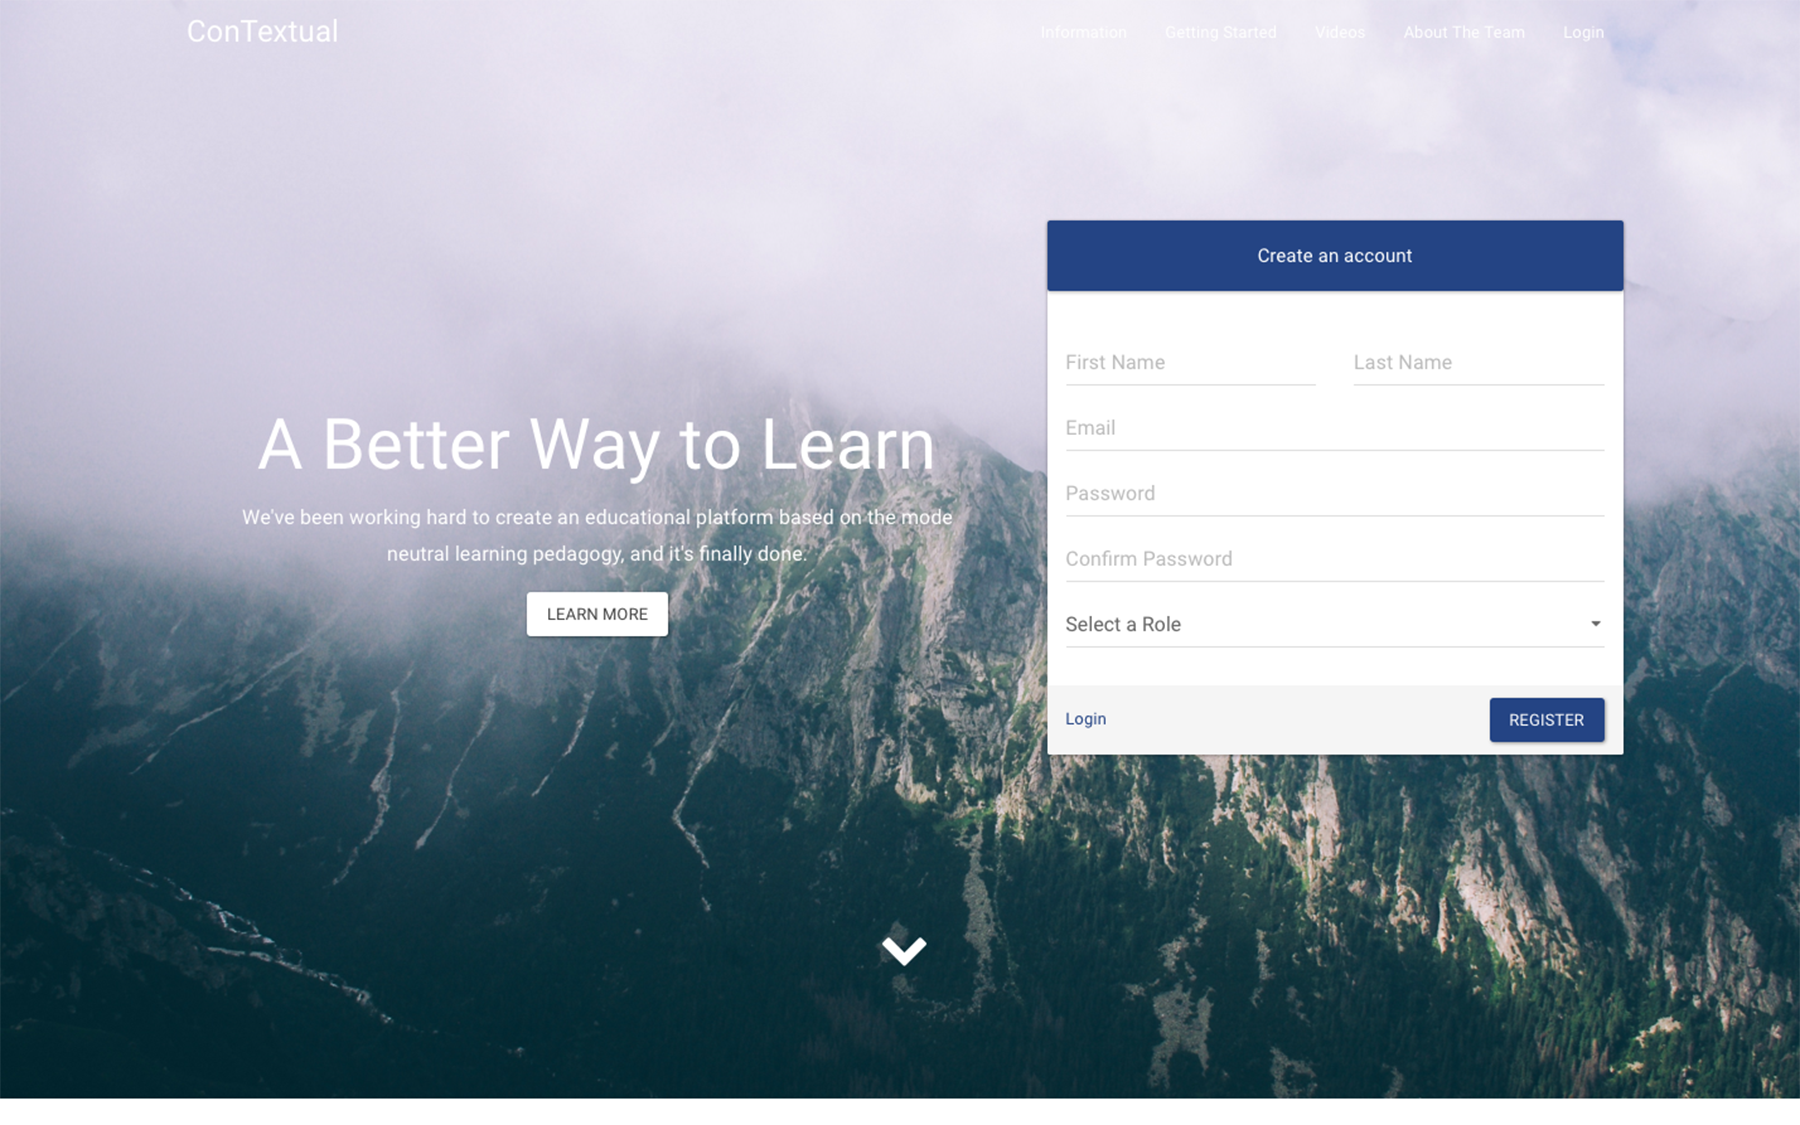 ConTextual
Information Getting Started Videos About The Team Login
A Better Way to Learn
We've been working hard to create an educational platform based on the mode
neutral learning pedagogy, and it's finally done.
LEARN MORE
Create an account
First Name Last Name
Email
Password
Confirm Password
Select a Role
Login REGISTER